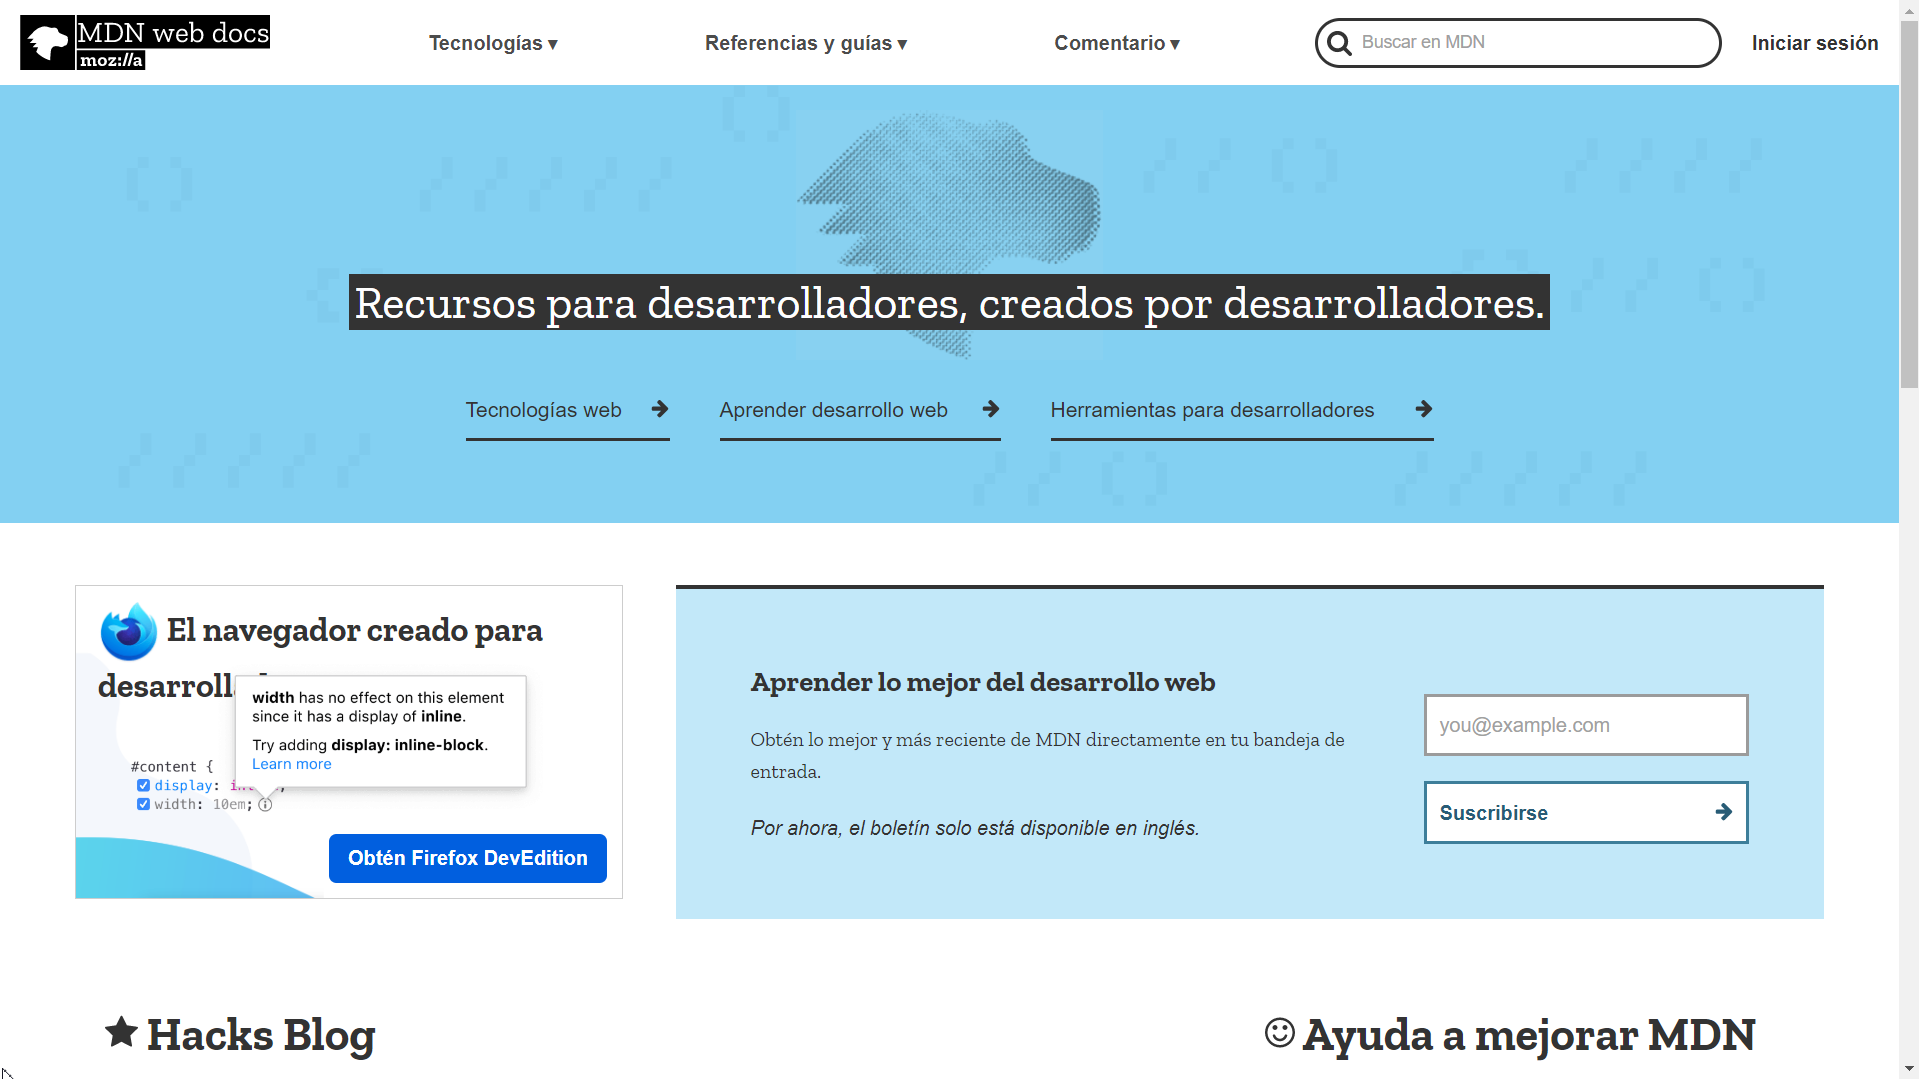 MDN web docs
moz://a
Tecnologías ▾
Referencias y guías ▾
Comentario ▾
Buscar en MDN
Iniciar sesión
Recursos para desarrolladores, creados por desarrolladores.
Tecnologías web
Aprender desarrollo web
Herramientas para desarrolladores
El navegador creado para
width has no effect on this element
since it has a display of inline.
Try adding display: inline-block.
Learn more
#content {
display:
width: 10em;
Obtén Firefox DevEdition
Aprender lo mejor del desarrollo web
Obtén lo mejor y más reciente de MDN directamente en tu bandeja de
entrada.
Por ahora, el boletín solo está disponible en inglés.
you@example.com
Suscribirse
Hacks Blog
Ayuda a mejorar MDN